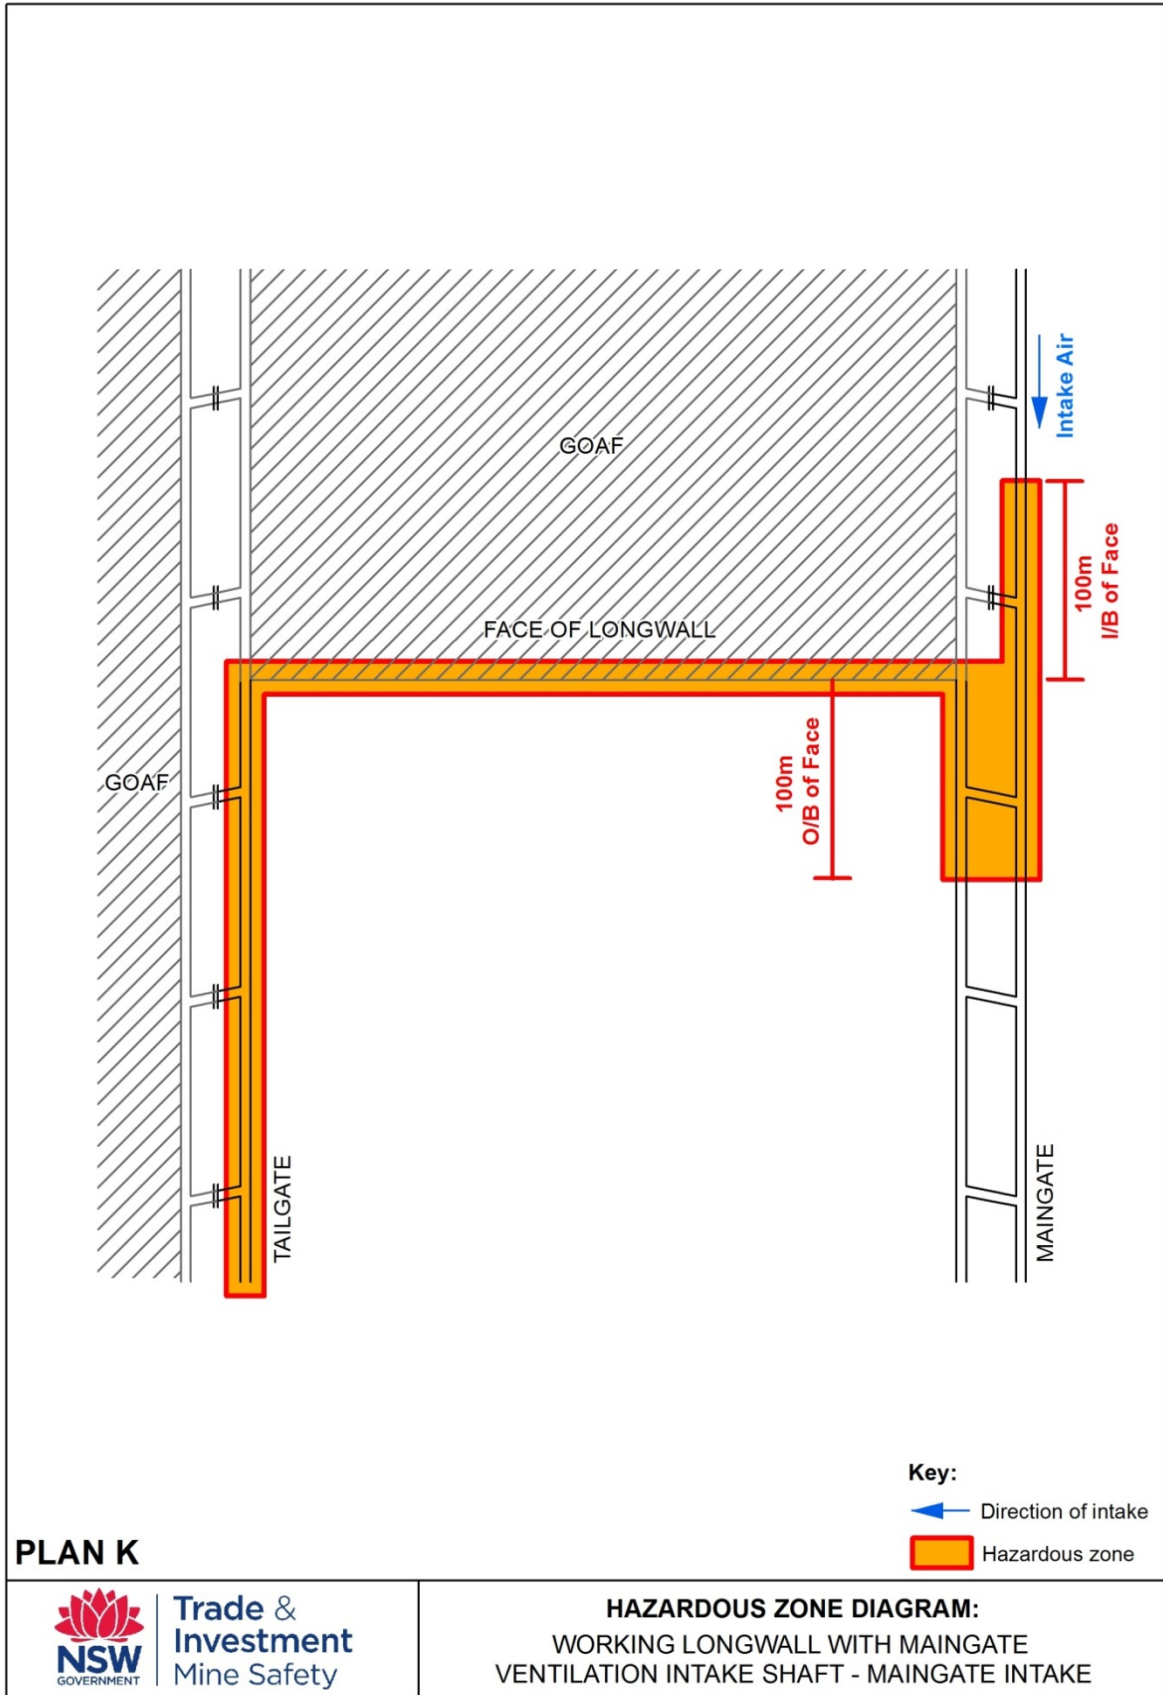 Intake Air
GOAF
100m
I/B of Face
FACE OF LONGWALL
100m
O/B of Face
GOAF
TAILGATE
MAINGATE
Key:
Direction of intake
Hazardous zone
PLAN K
NSW
GOVERNMENT
Trade &
Investment
Mine Safety
HAZARDOUS ZONE DIAGRAM:
WORKING LONGWALL WITH MAINGATE
VENTILATION INTAKE SHAFT - MAINGATE INTAKE